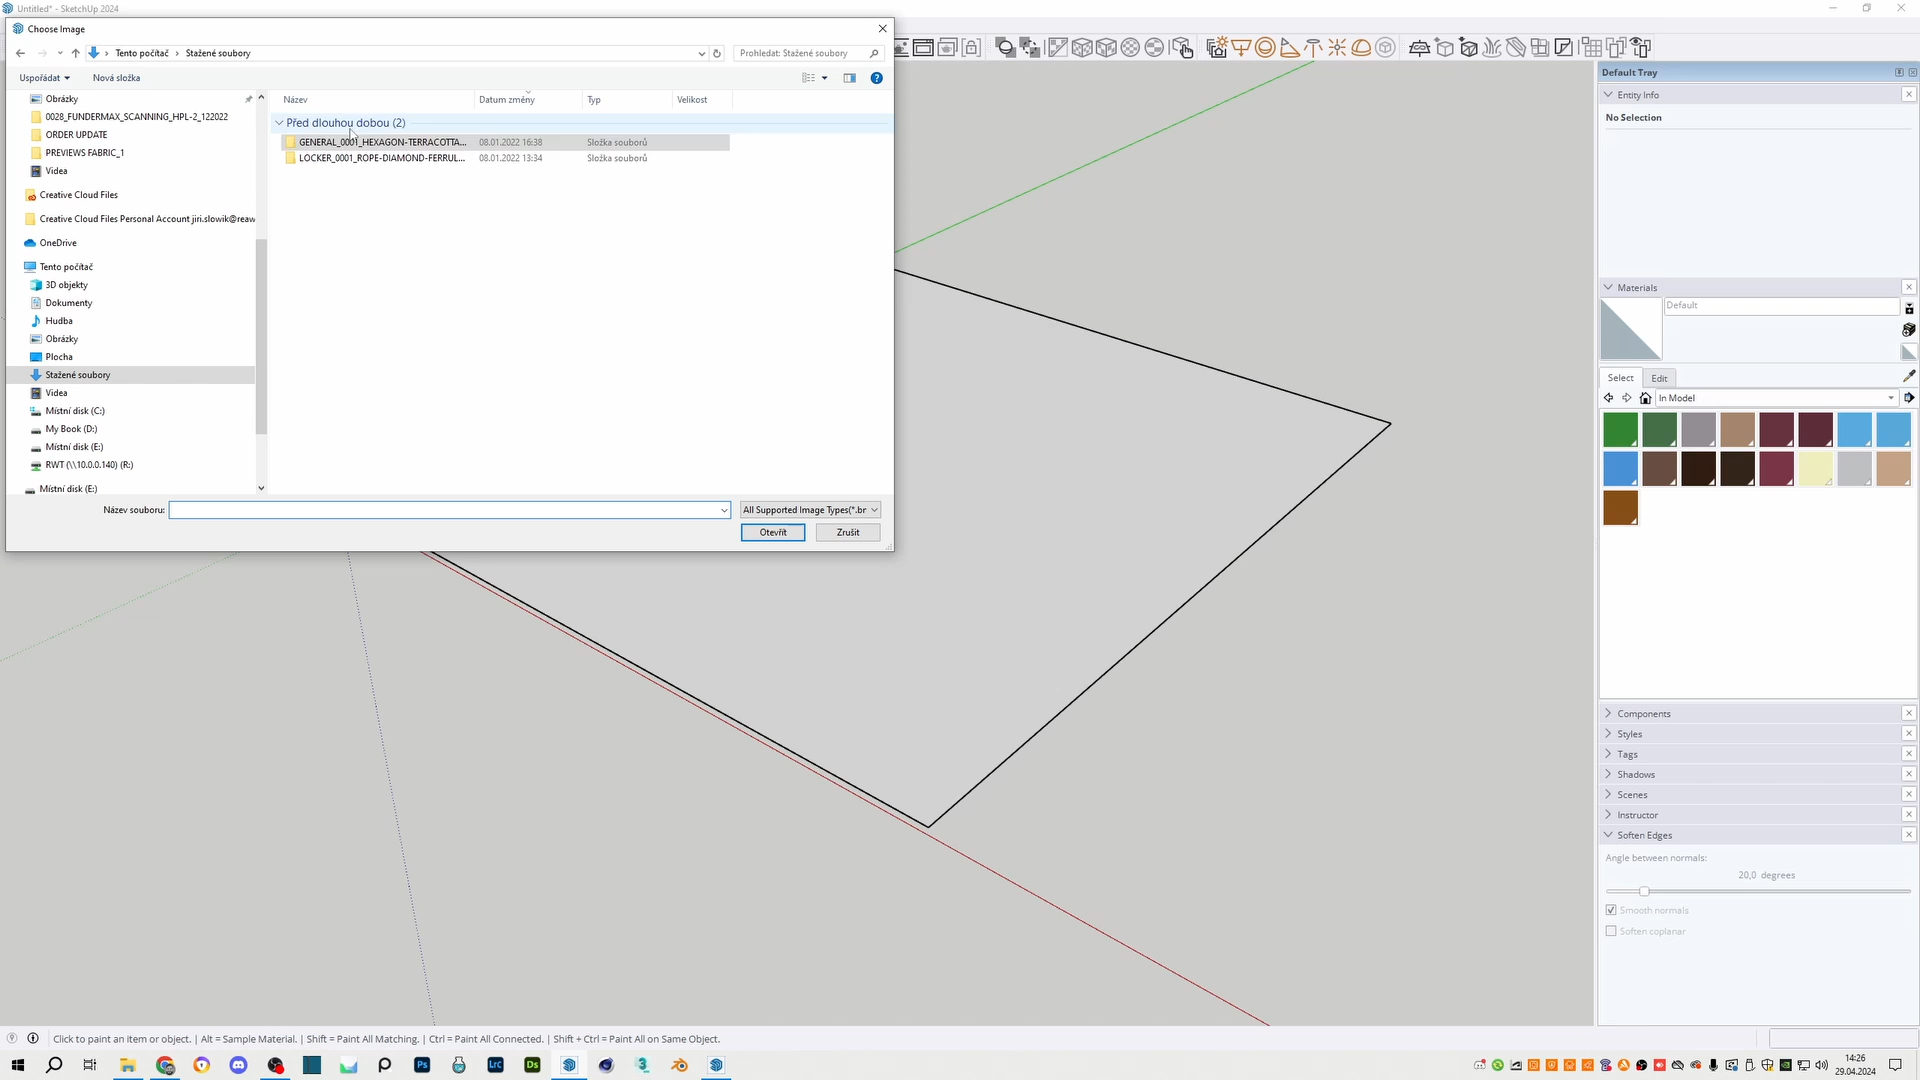 Untitled* - SketchUp 2024
Choose Image
Tento počítač
Stažené soubory
Prohledat: Stažené soubory
Uspořádat
Nová složka
Obrázky
0028_FUNDERMAX_SCANNING_HPL-2_122022
ORDER UPDATE
PREVIEWS FABRIC_1
Videa
Creative Cloud Files
Creative Cloud Files Personal Account jiri.slowik@reaw
OneDrive
Tento počítač
3D objekty
Dokumenty
Hudba
Obrázky
Plocha
Stažené soubory
Videa
Místní disk (C:)
My Book (D:)
Místní disk (E:)
RWT (\\10.0.0.140) (R:)
Místní disk (E:)
Název
Datum změny
Typ
Velikost
Před dlouhou dobou (2)
GENERAL_0001_HEXAGON-TERRACOTTA... 08.01.2022 16:38 Složka souborů
LOCKER_0001_ROPE-DIAMOND-FERRUL... 08.01.2022 13:34 Složka souborů
Název souboru:
All Supported Image Types(*.br
Otevřít
Zrušit
Default Tray
Entity Info
No Selection
Materials
Default
Select
Edit
In Model
Components
Styles
Tags
Shadows
Scenes
Instructor
Soften Edges
Angle between normals:
20,0 degrees
Smooth normals
Soften coplanar
Click to paint an item or object. | Alt = Sample Material. | Shift = Paint All Matching. | Ctrl = Paint All Connected. | Shift + Ctrl = Paint All on Same Object.
Ps
Lrc
Ds
14:26
29.04.2024